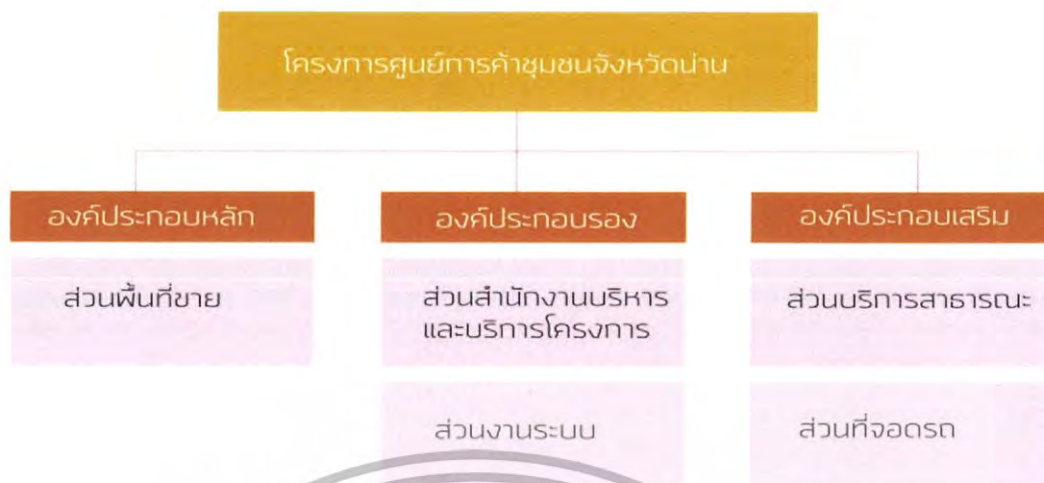 โครงการศูนย์การค้าชุมชนจังหวัดน่าน
องค์ประกอบหลัก
ส่วนพื้นที่ขาย
องค์ประกอบรอง
ส่วนสำนักงานบริหาร
และบริการโครงการ
ส่วนงานระบบ
องค์ประกอบเสริม
ส่วนบริการสาธารณะ
ส่วนที่จอดรถ